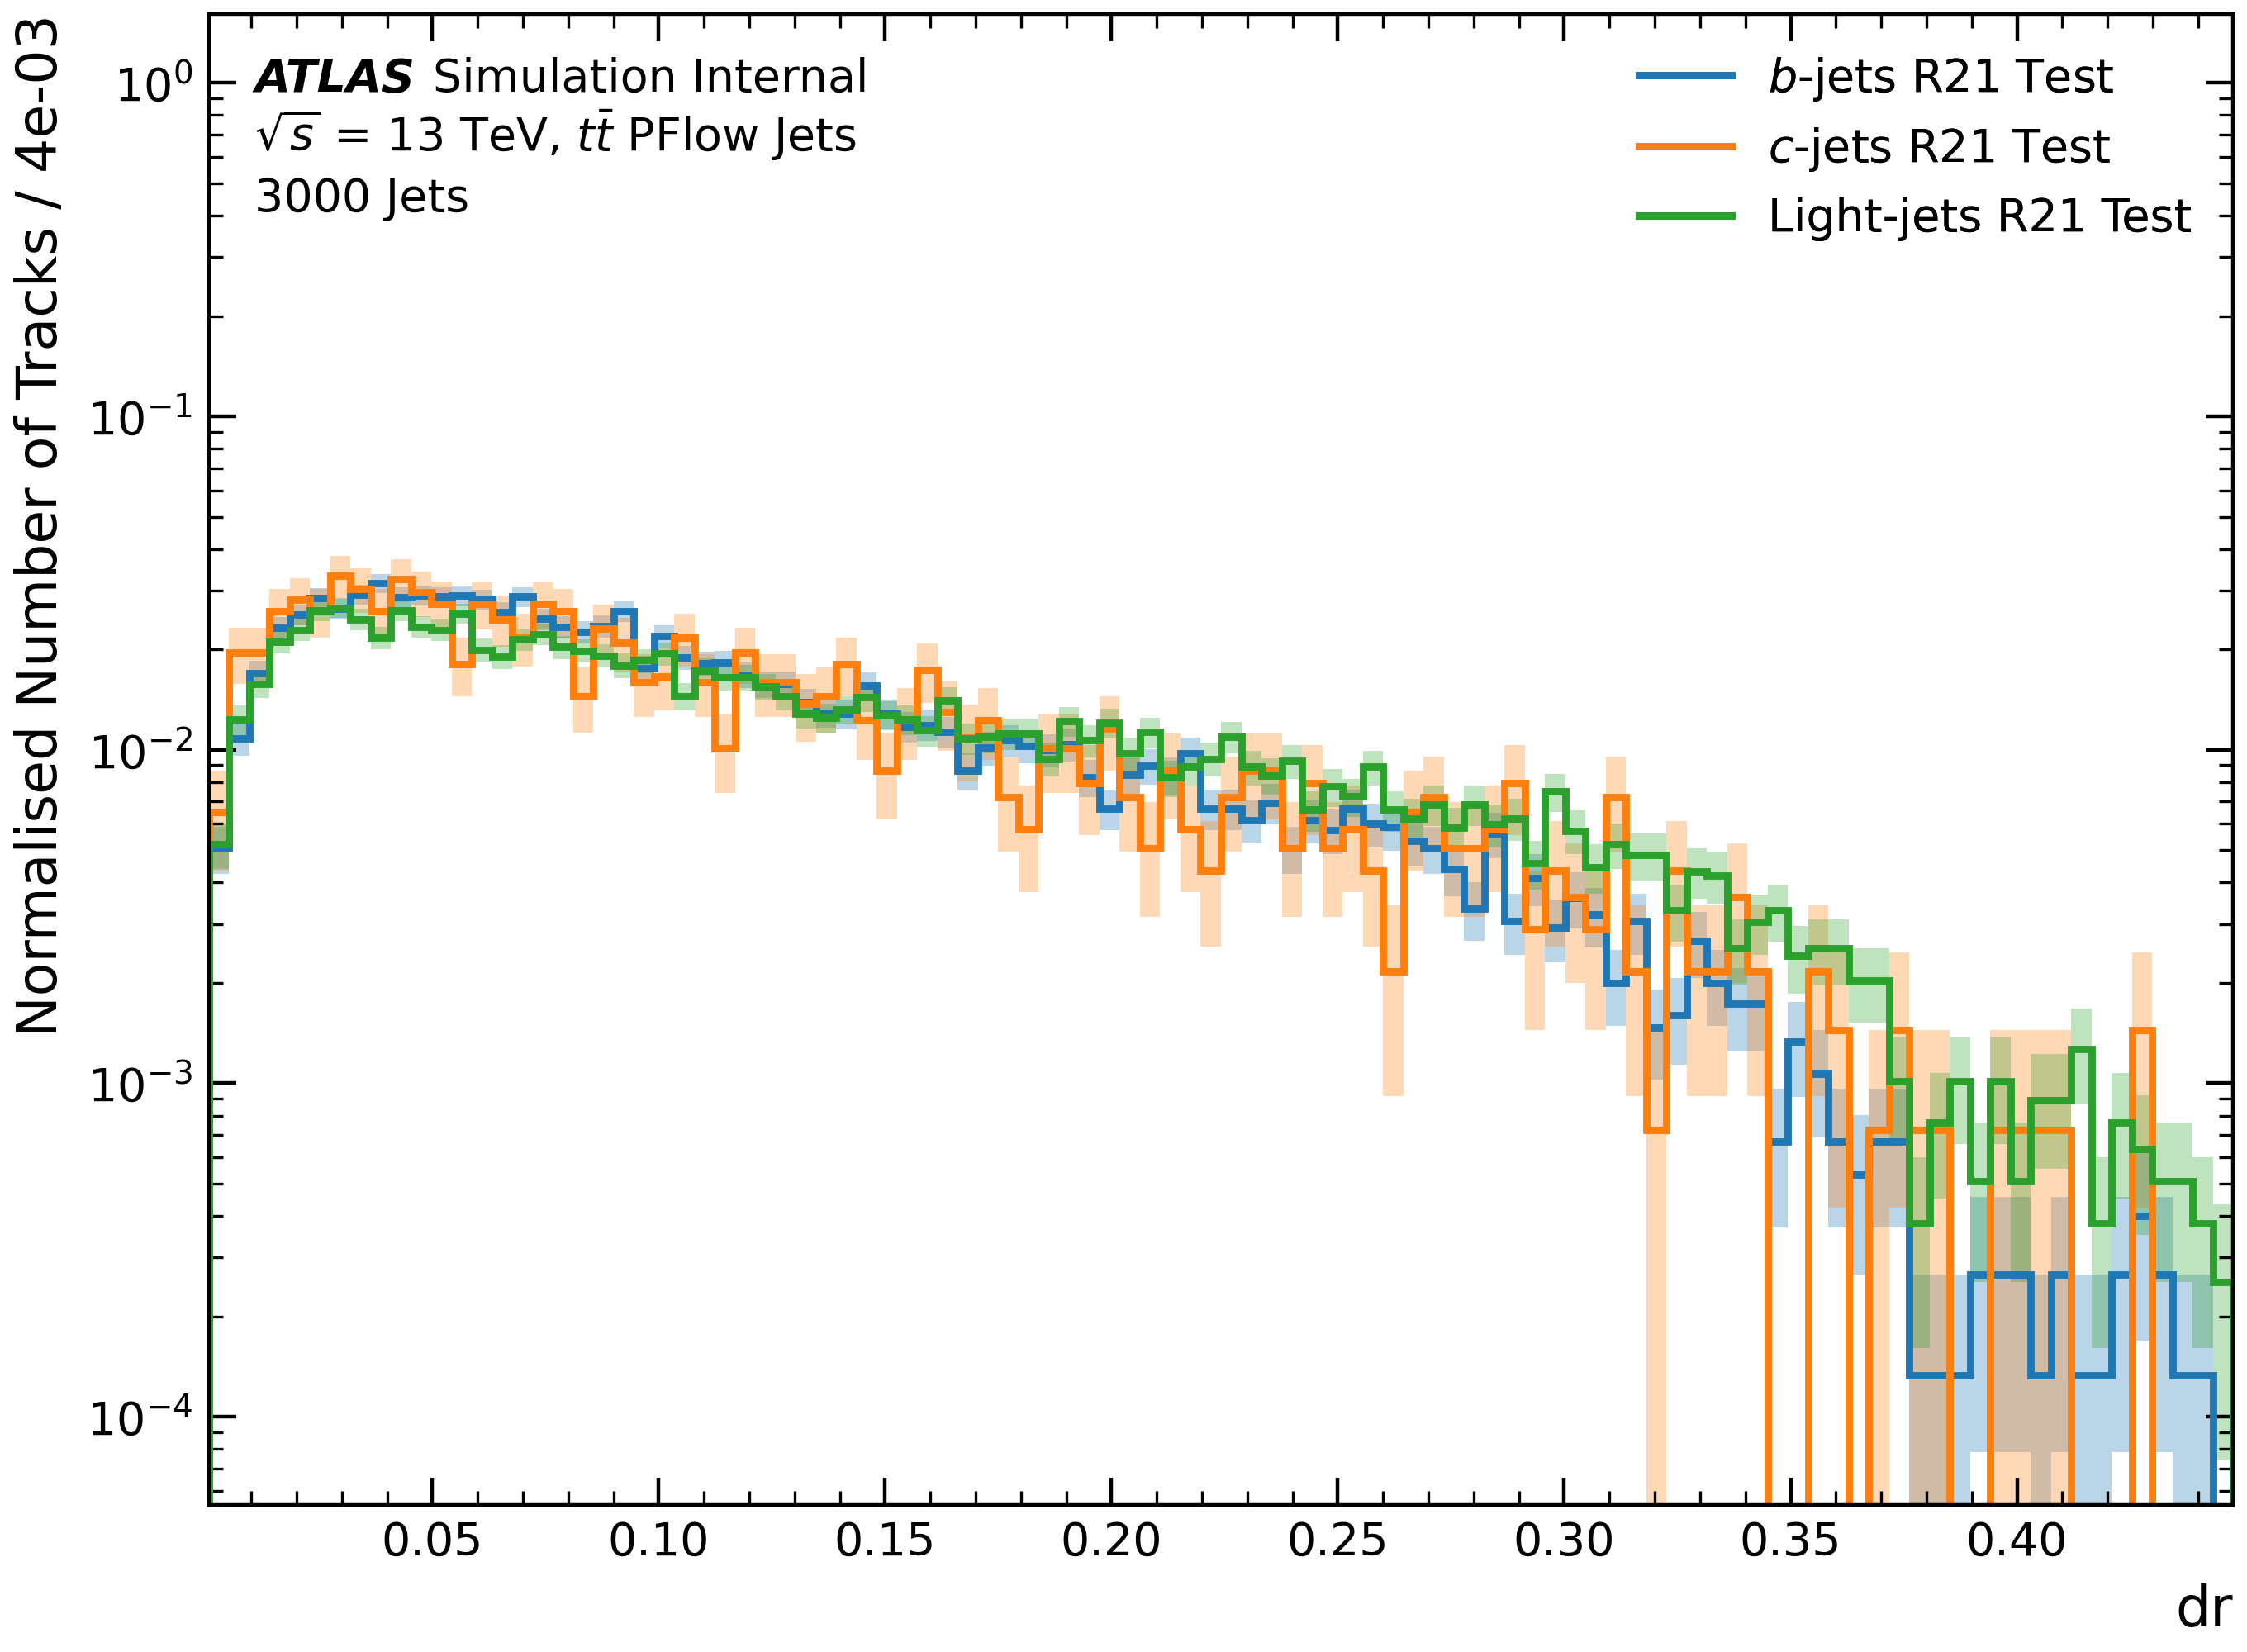 Normalised Number of Tracks / 4e-03
ATLAS Simulation Internal
√s = 13 TeV, tt̄ PFlow Jets
3000 Jets
b-jets R21 Test
c-jets R21 Test
Light-jets R21 Test
10⁰
10⁻¹
10⁻²
10⁻³
10⁻⁴
0.05 0.10 0.15 0.20 0.25 0.30 0.35 0.40
dr